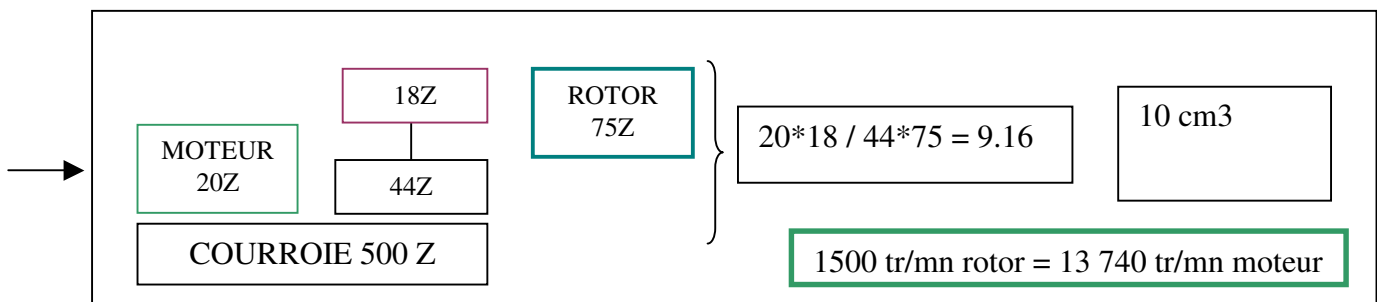 18Z
ROTOR
75Z
MOTEUR
20Z
44Z
COURROIE 500 Z
20*18 / 44*75 = 9.16
10 cm3
1500 tr/mn rotor = 13 740 tr/mn moteur